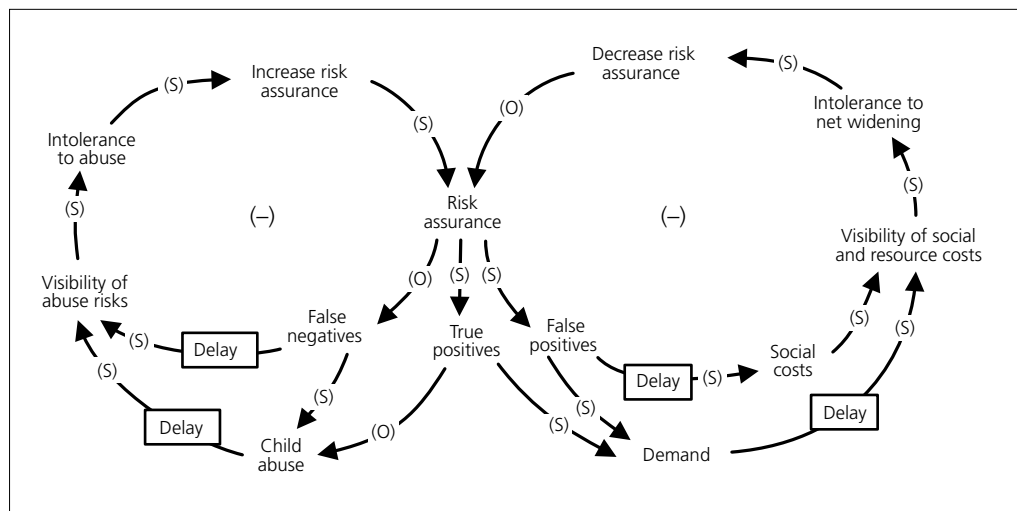 Increase risk
assurance
Decrease risk
assurance
(S)
(S)
(S)
(O)
Intolerance
to abuse
Intolerance to
net widening
(S)
(–)
Risk
assurance
(–)
(S)
Visibility of
abuse risks
Visibility of social
and resource costs
(O)
(S)
(S)
False
negatives
True
positives
False
positives
(S)
Delay
Delay
(S)
Social
costs
(S)
(S)
(S)
Delay
(S)
(O)
(S)
(S)
Delay
Child
abuse
Demand